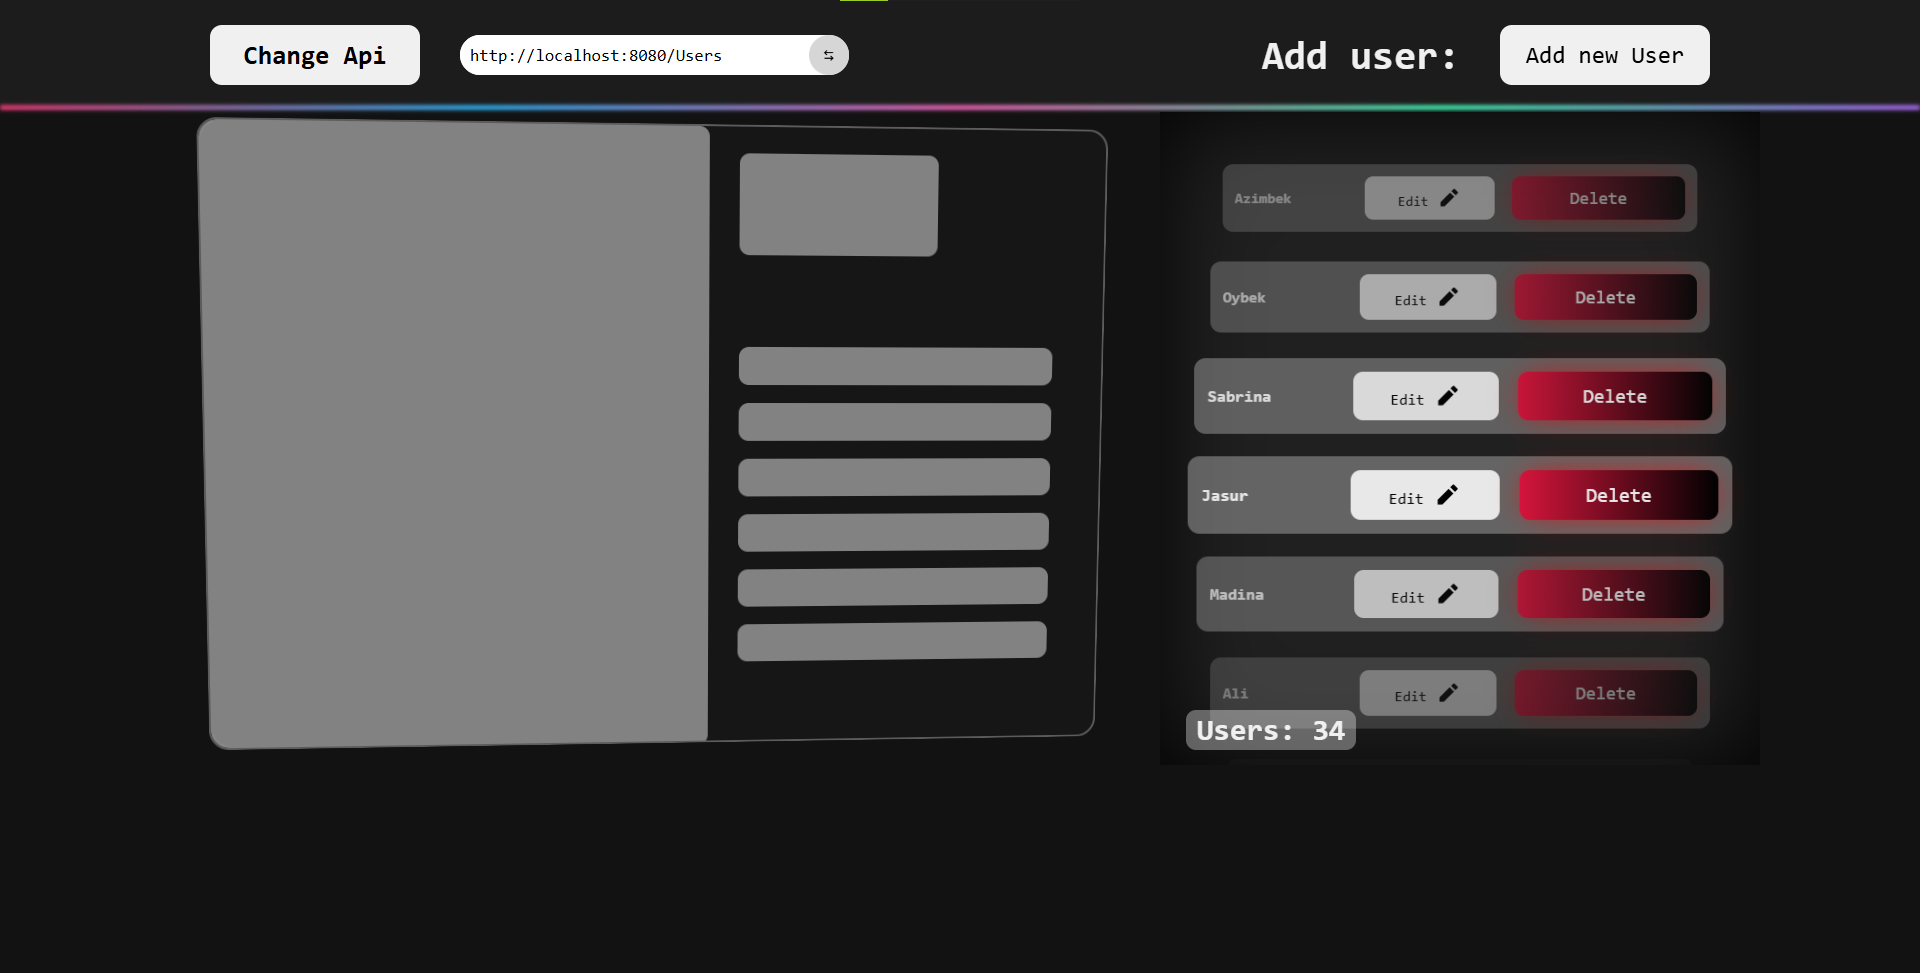 Change Api
http://localhost:8080/Users
Add user:
Add new User
Azimbek Edit Delete
Oybek Edit Delete
Sabrina Edit Delete
Jasur Edit Delete
Madina Edit Delete
Ali Edit Delete
Users: 34